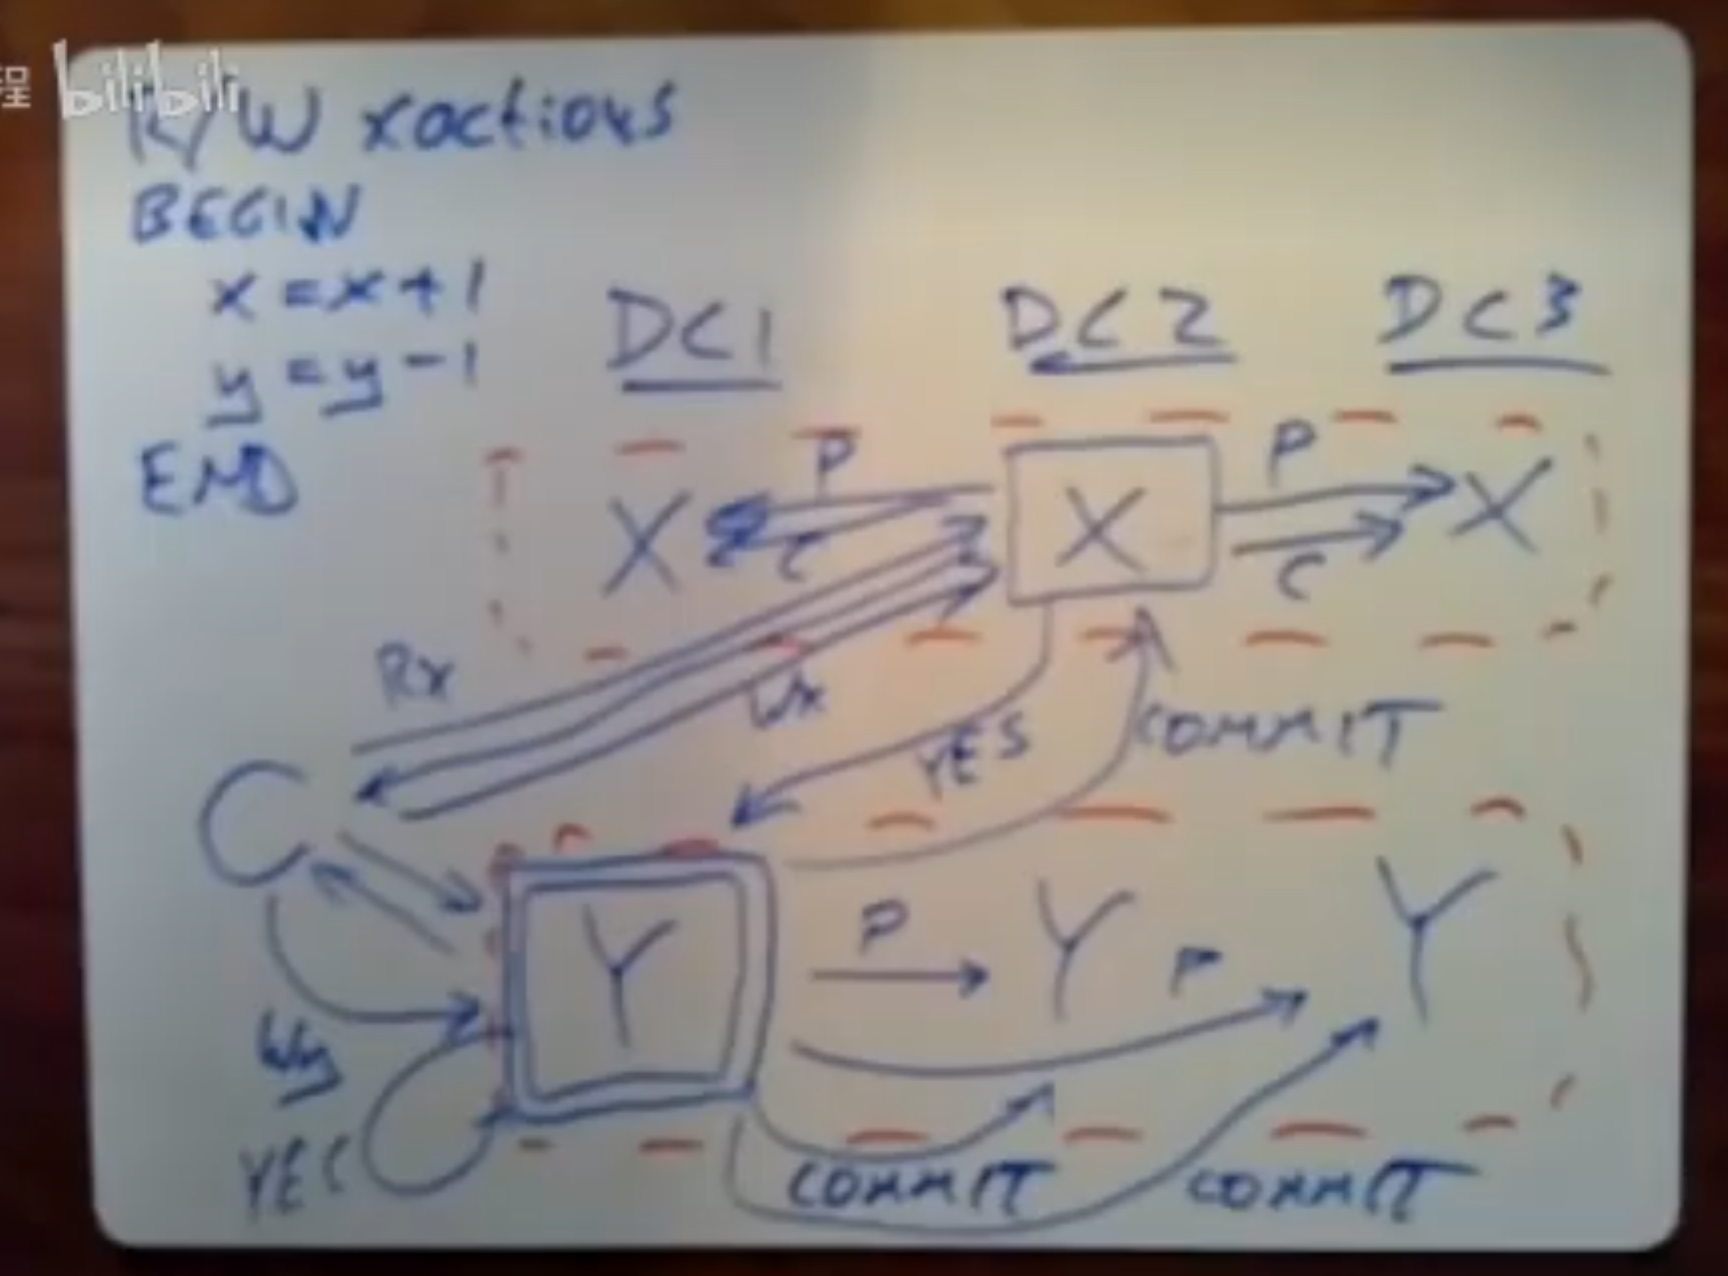 程 bilibili
R/W xactions
BEGIN
x = x + 1
y = y - 1
END
DC1 DC2 DC3
P P
X X X
C C
Rx
Wx
YES
COMMIT
C
Y Y Y
P
P
Wy
YES
COMMIT COMMIT